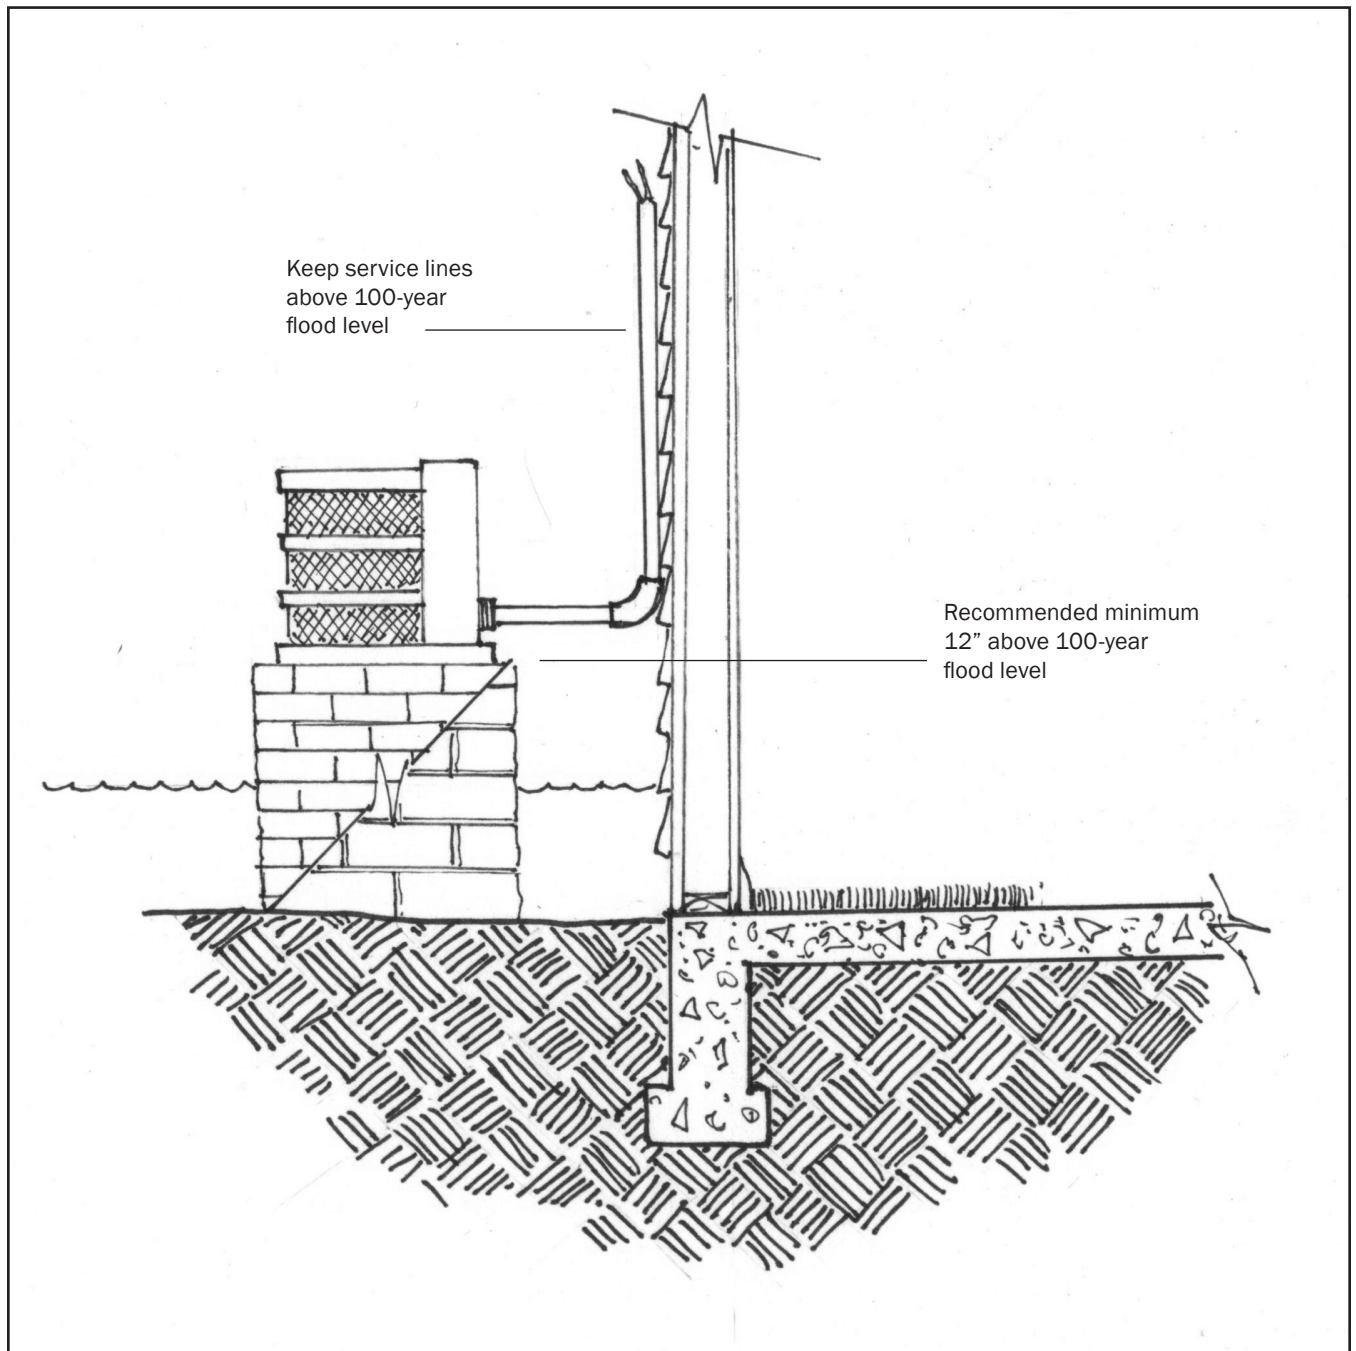 Keep service lines
above 100-year
flood level
Recommended minimum
12” above 100-year
flood level